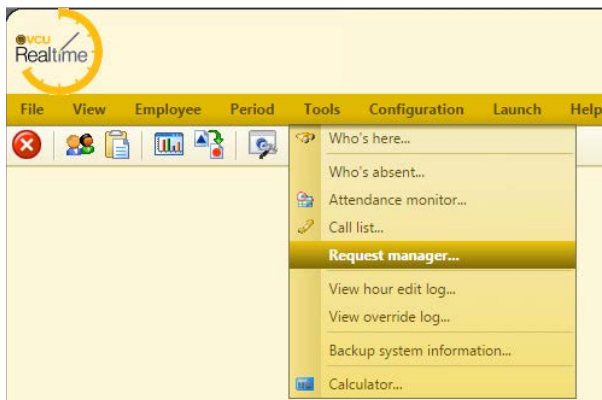 VCU
Realtime
File View Employee Period Tools Configuration Launch Help
Who's here...
Who's absent...
Attendance monitor...
Call list...
Request manager...
View hour edit log...
View override log...
Backup system information...
Calculator...